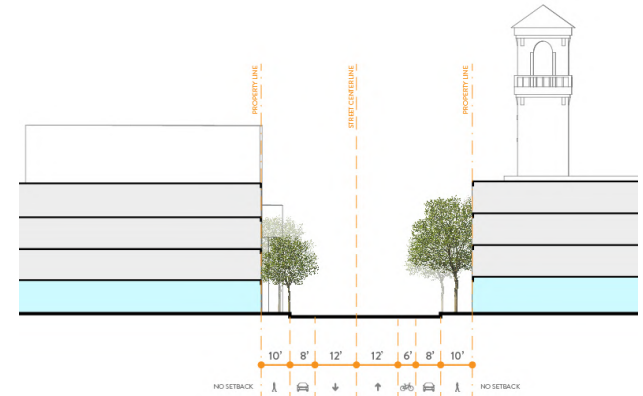 PROPERTY LINE
STREET CENTERLINE
PROPERTY LINE
10' 8' 12' 12' 6' 8' 10'
NO SETBACK NO SETBACK